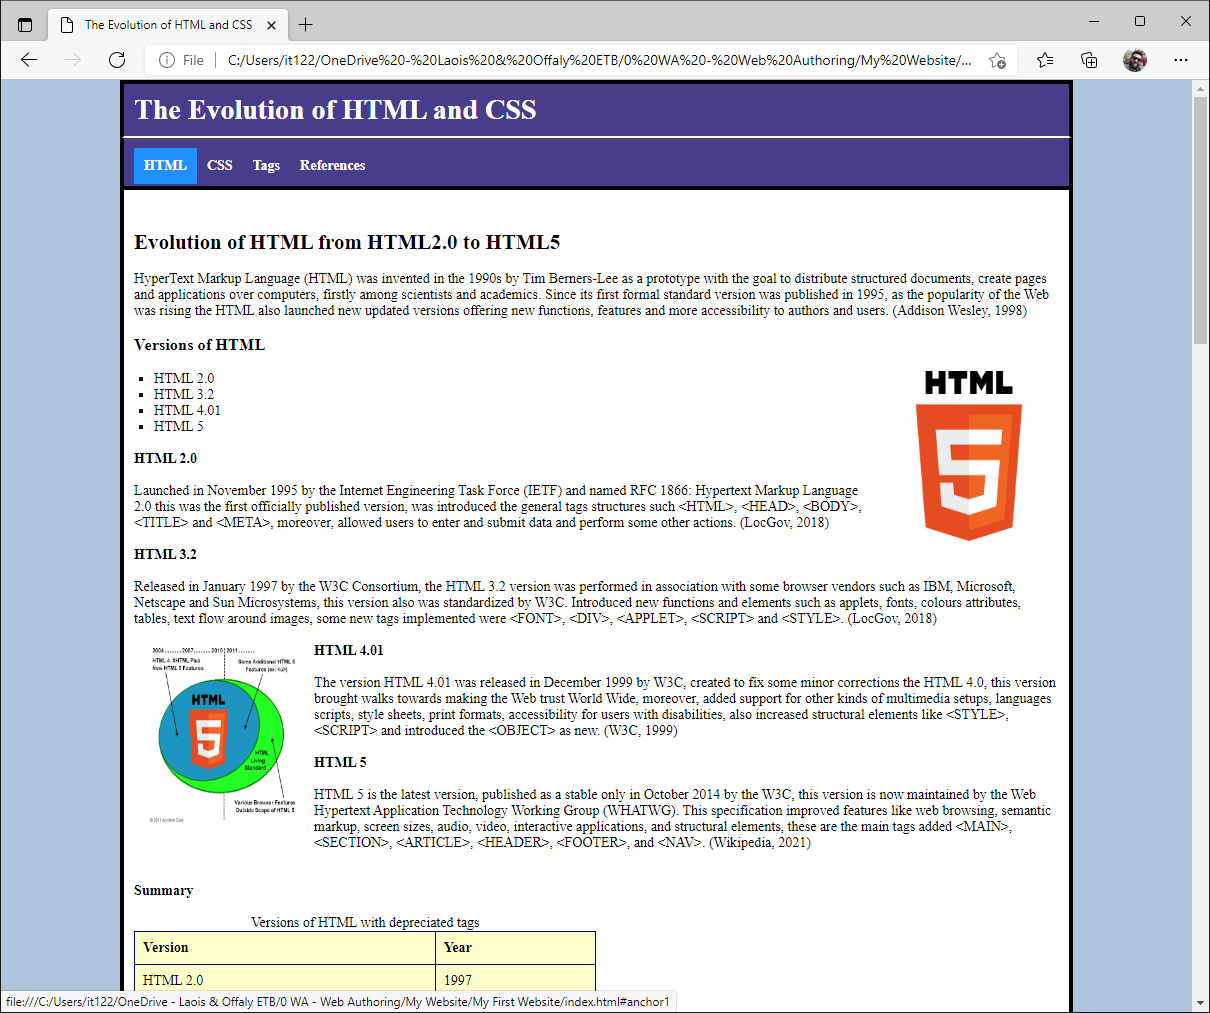 The Evolution of HTML and CSS
File
C:/Users/it122/OneDrive%20-%20Laois%20&%20Offaly%20ETB/0%20WA%20-%20Web%20Authoring/My%20Website/...
The Evolution of HTML and CSS
HTML CSS Tags References
Evolution of HTML from HTML2.0 to HTML5
HyperText Markup Language (HTML) was invented in the 1990s by Tim Berners-Lee as a prototype with the goal to distribute structured documents, create pages
and applications over computers, firstly among scientists and academics. Since its first formal standard version was published in 1995, as the popularity of the Web
was rising the HTML also launched new updated versions offering new functions, features and more accessibility to authors and users. (Addison Wesley, 1998)
Versions of HTML
HTML 2.0
HTML 3.2
HTML 4.01
HTML 5
HTML
5
HTML 2.0
Launched in November 1995 by the Internet Engineering Task Force (IETF) and named RFC 1866: Hypertext Markup Language
2.0 this was the first officially published version, was introduced the general tags structures such <HTML>, <HEAD>, <BODY>,
<TITLE> and <META>, moreover, allowed users to enter and submit data and perform some other actions. (LocGov, 2018)
HTML 3.2
Released in January 1997 by the W3C Consortium, the HTML 3.2 version was performed in association with some browser vendors such as IBM, Microsoft,
Netscape and Sun Microsystems, this version also was standardized by W3C. Introduced new functions and elements such as applets, fonts, colours attributes,
tables, text flow around images, some new tags implemented were <FONT>, <DIV>, <APPLET>, <SCRIPT> and <STYLE>. (LocGov, 2018)
2004 ....... 2007 ........ 2010 | 2011 .......
HTML 4, XHTML Plus
New HTML 5 Features
Some Additional HTML 5
Features (ex: <ℓ>)
HTML
5
HTML
Living
Standard
Various Browser Features
Outside Scope of HTML 5
© 2011 Corp.
HTML 4.01
The version HTML 4.01 was released in December 1999 by W3C, created to fix some minor corrections the HTML 4.0, this version
brought walks towards making the Web trust World Wide, moreover, added support for other kinds of multimedia setups, languages
scripts, style sheets, print formats, accessibility for users with disabilities, also increased structural elements like <STYLE>,
<SCRIPT> and introduced the <OBJECT> as new. (W3C, 1999)
HTML 5
HTML 5 is the latest version, published as a stable only in October 2014 by the W3C, this version is now maintained by the Web
Hypertext Application Technology Working Group (WHATWG). This specification improved features like web browsing, semantic
markup, screen sizes, audio, video, interactive applications, and structural elements, these are the main tags added <MAIN>,
<SECTION>, <ARTICLE>, <HEADER>, <FOOTER>, and <NAV>. (Wikipedia, 2021)
Summary
Versions of HTML with depreciated tags
Version Year
HTML 2.0 1997
file:///C:/Users/it122/OneDrive - Laois & Offaly ETB/0 WA - Web Authoring/My Website/My First Website/index.html#anchor1